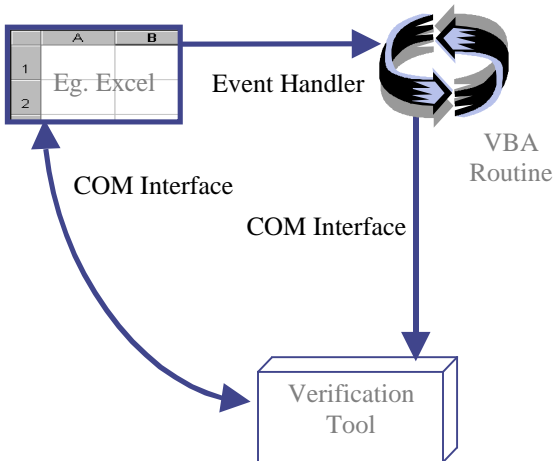 A B
1
Eg. Excel
2
Event Handler
VBA
Routine
COM Interface
COM Interface
Verification
Tool